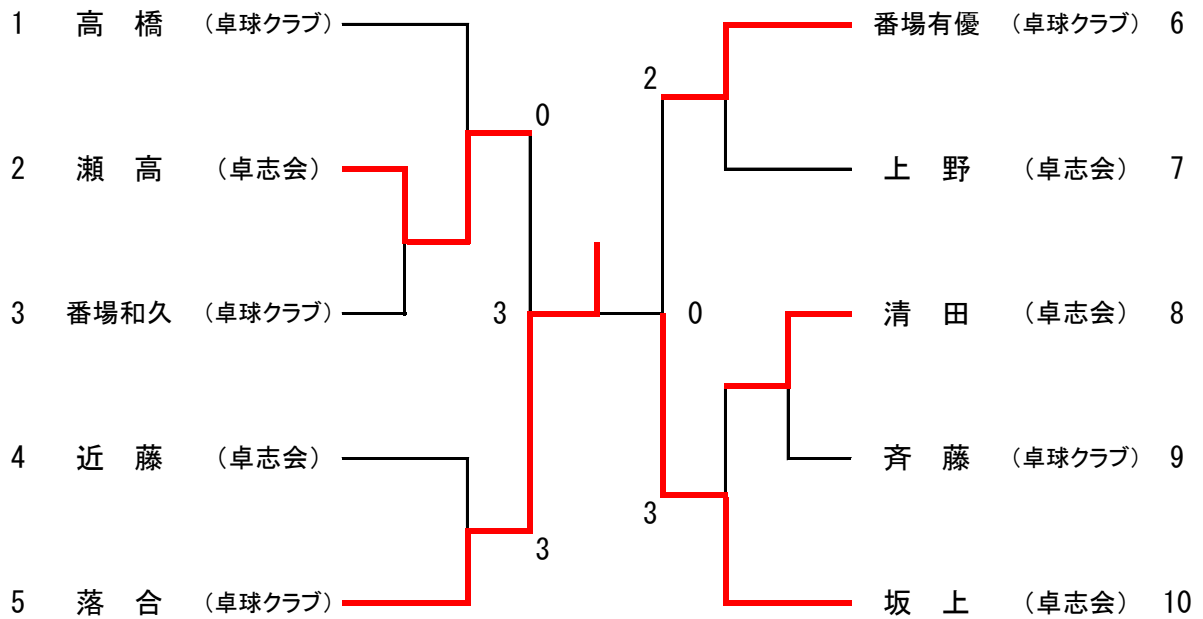 1 高 橋 (卓球クラブ)
2 瀬 高 (卓志会)
3 番場和久 (卓球クラブ)
4 近 藤 (卓志会)
5 落 合 (卓球クラブ)
0
3
3
2
0
3
番場有優 (卓球クラブ) 6
上 野 (卓志会) 7
清 田 (卓志会) 8
斉 藤 (卓球クラブ) 9
坂 上 (卓志会) 10